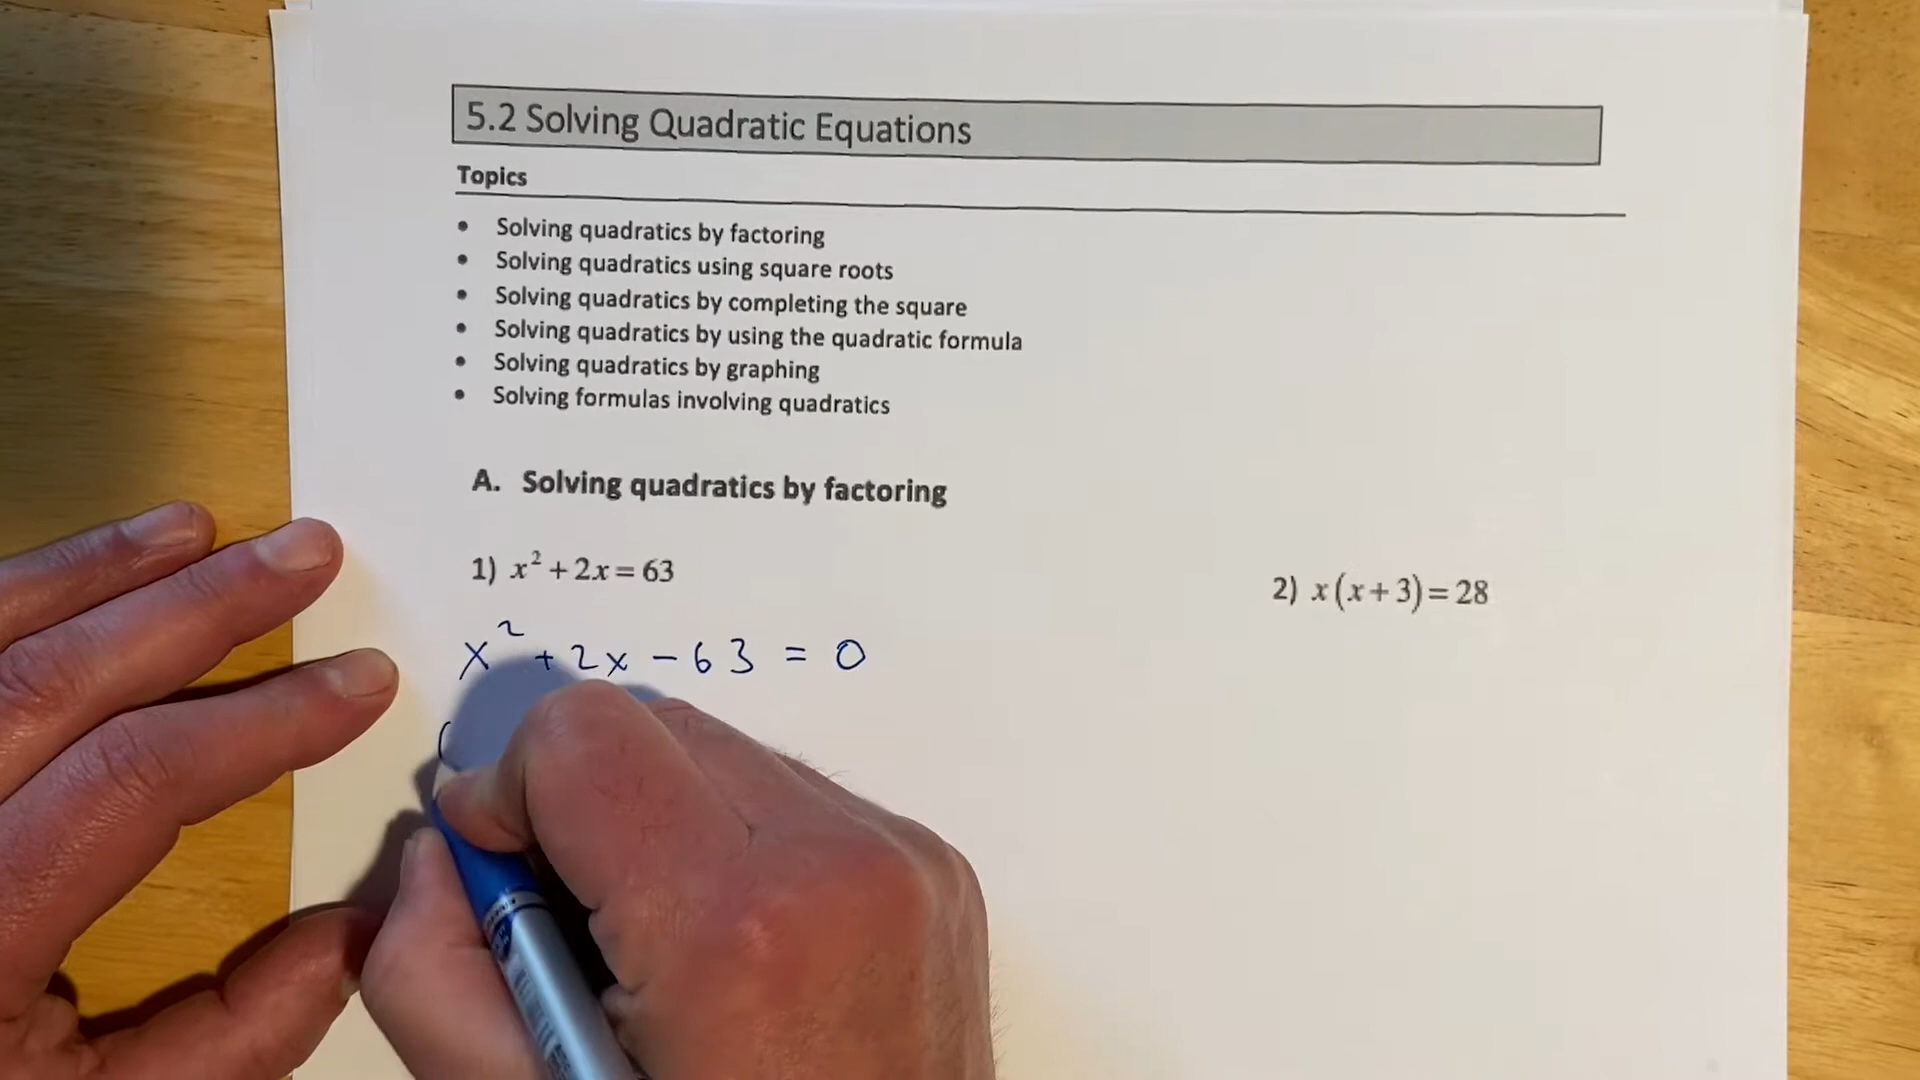 5.2 Solving Quadratic Equations
Topics
• Solving quadratics by factoring
• Solving quadratics using square roots
• Solving quadratics by completing the square
• Solving quadratics by using the quadratic formula
• Solving quadratics by graphing
• Solving formulas involving quadratics
A. Solving quadratics by factoring
1) x² + 2x = 63
2) x(x + 3) = 28
x² + 2x - 63 = 0
(